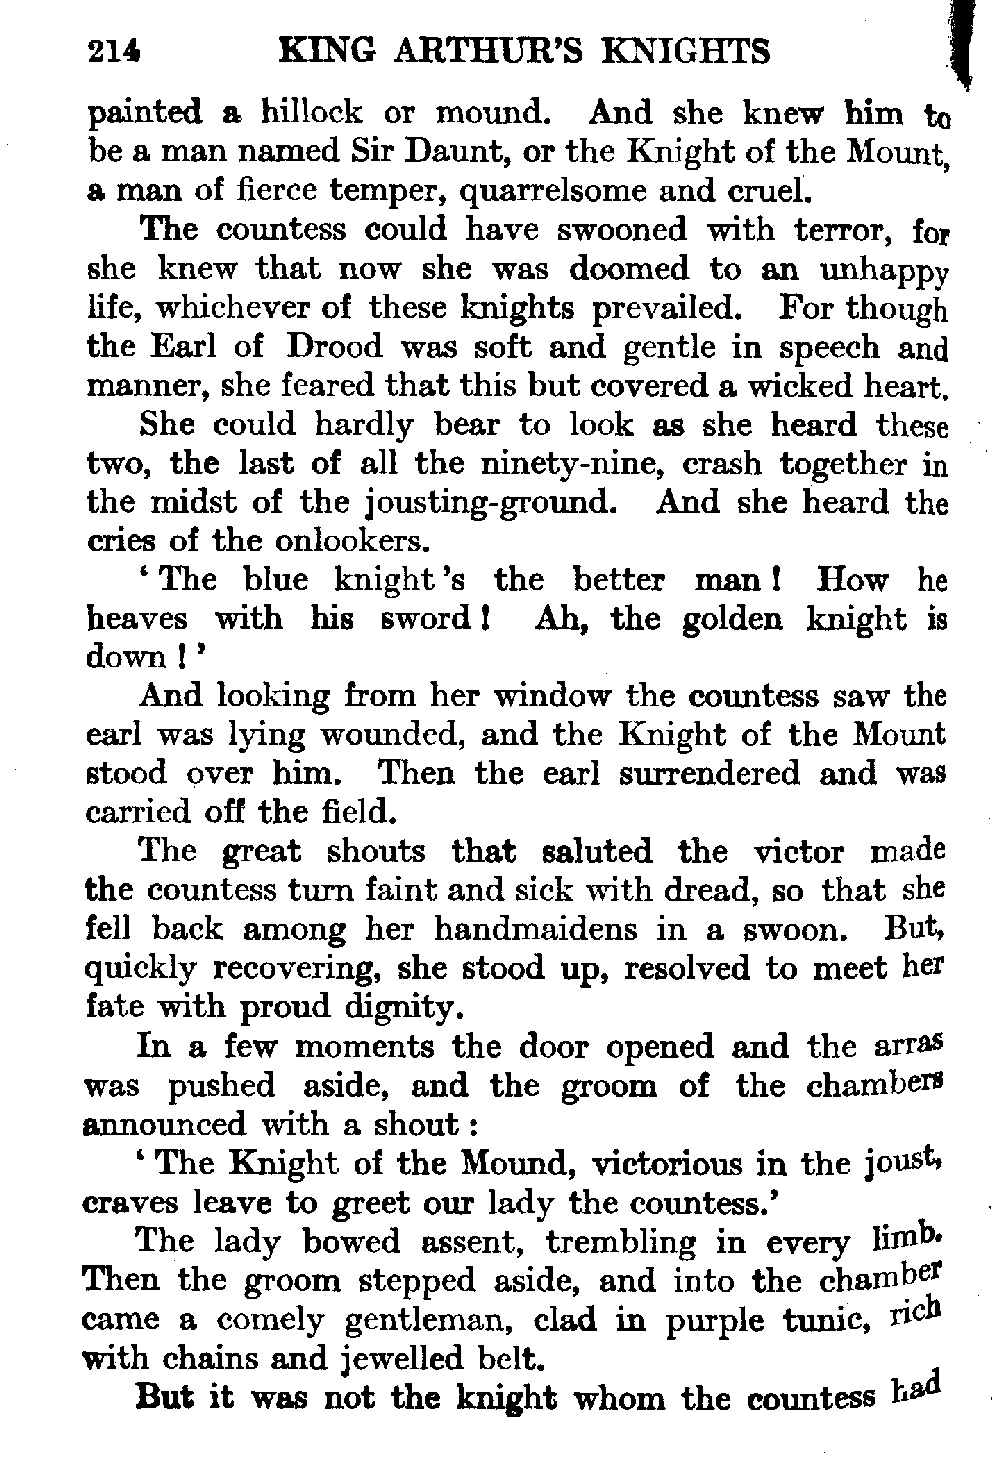 214 KING ARTHUR'S KNIGHTS
painted a hillock or mound. And she knew him to
be a man named Sir Daunt, or the Knight of the Mount,
a man of fierce temper, quarrelsome and cruel.
The countess could have swooned with terror, for
she knew that now she was doomed to an unhappy
life, whichever of these knights prevailed. For though
the Earl of Drood was soft and gentle in speech and
manner, she feared that this but covered a wicked heart.
She could hardly bear to look as she heard these
two, the last of all the ninety-nine, crash together in
the midst of the jousting-ground. And she heard the
cries of the onlookers.
‘The blue knight's the better man! How he
heaves with his sword! Ah, the golden knight is
down!’
And looking from her window the countess saw the
earl was lying wounded, and the Knight of the Mount
stood over him. Then the earl surrendered and was
carried off the field.
The great shouts that saluted the victor made
the countess turn faint and sick with dread, so that she
fell back among her handmaidens in a swoon. But,
quickly recovering, she stood up, resolved to meet her
fate with proud dignity.
In a few moments the door opened and the arras
was pushed aside, and the groom of the chambers
announced with a shout:
‘The Knight of the Mound, victorious in the joust,
craves leave to greet our lady the countess.’
The lady bowed assent, trembling in every limb.
Then the groom stepped aside, and into the chamber
came a comely gentleman, clad in purple tunic, rich
with chains and jewelled belt.
But it was not the knight whom the countess had